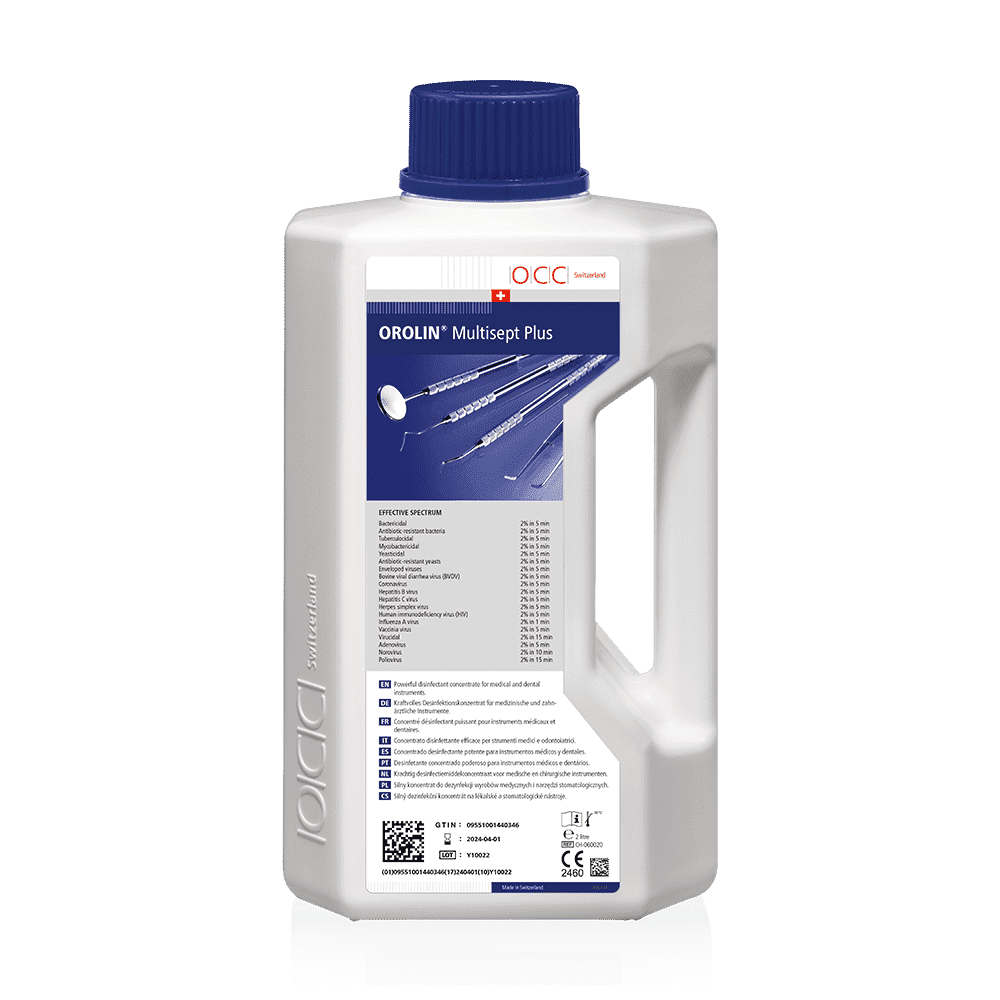 |O|C|C| Switzerland
OROLIN® Multisept Plus
EFFECTIVE SPECTRUM
Bactericidal 2% in 5 min
Antibiotic-resistant bacteria 2% in 5 min
Tuberculocidal 2% in 5 min
Mycobactericidal 2% in 5 min
Yeasticidal 2% in 5 min
Antibiotic-resistant yeasts 2% in 5 min
Enveloped viruses 2% in 5 min
Bovine viral diarrhea virus (BVDV) 2% in 5 min
Coronavirus 2% in 5 min
Hepatitis B virus 2% in 5 min
Hepatitis C virus 2% in 5 min
Herpes simplex virus 2% in 5 min
Human immunodeficiency virus (HIV) 2% in 5 min
Influenza A virus 2% in 1 min
Vaccinia virus 2% in 5 min
Virucidal 2% in 15 min
Adenovirus 2% in 5 min
Norovirus 2% in 10 min
Poliovirus 2% in 15 min
EN Powerful disinfectant concentrate for medical and dental
instruments.
DE Kraftvolles Desinfektionskonzentrat für medizinische und zahn-
ärztliche Instrumente.
FR Concentré désinfectant puissant pour instruments médicaux et
dentaires.
IT Concentrato disinfettante efficace per strumenti medici e odontoiatrici.
ES Concentrado desinfectante potente para instrumentos médicos y dentales.
PT Desinfetante concentrado poderoso para instrumentos médicos e dentários.
NL Krachtig desinfectiemiddelconcentraat voor medische en chirurgische instrumenten.
PL Silny koncentrat do dezynfekcji wyrobów medycznych i narzędzi stomatologicznych.
CS Silný dezinfekční koncentrát na lékařské a stomatologické nástroje.
GTIN : 09551001440346
: 2024-04-01
LOT : Y10022
(01)09551001440346(17)240401(10)Y10022
2 litre
REF CH-060020
CE
2460
Made in Switzerland
|O|C|C| Switzerland